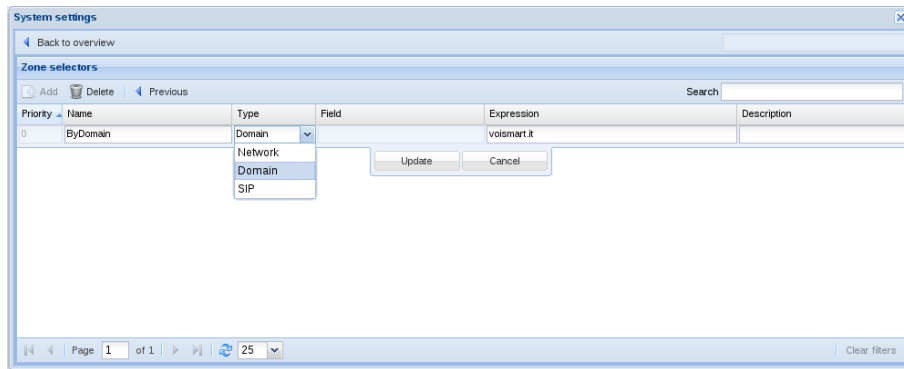 System settings
Back to overview
Zone selectors
Add Delete Previous Search
Priority Name Type Field Expression Description
0 ByDomain Domain voismart.it
Network
Domain
SIP
Update Cancel
Page 1 of 1 25 Clear filters